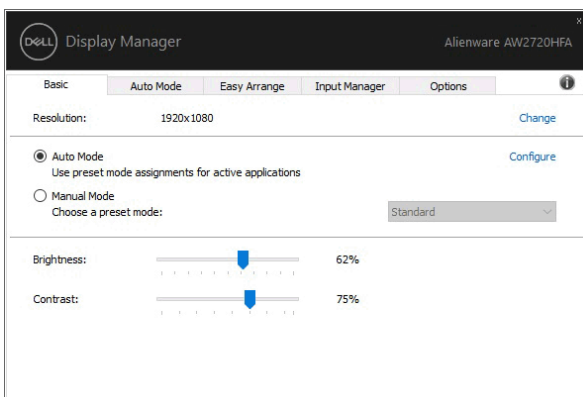 DELL Display Manager Alienware AW2720HFA
Basic Auto Mode Easy Arrange Input Manager Options
Resolution: 1920x1080 Change
Auto Mode Configure
Use preset mode assignments for active applications
Manual Mode
Choose a preset mode: Standard
Brightness: 62%
Contrast: 75%